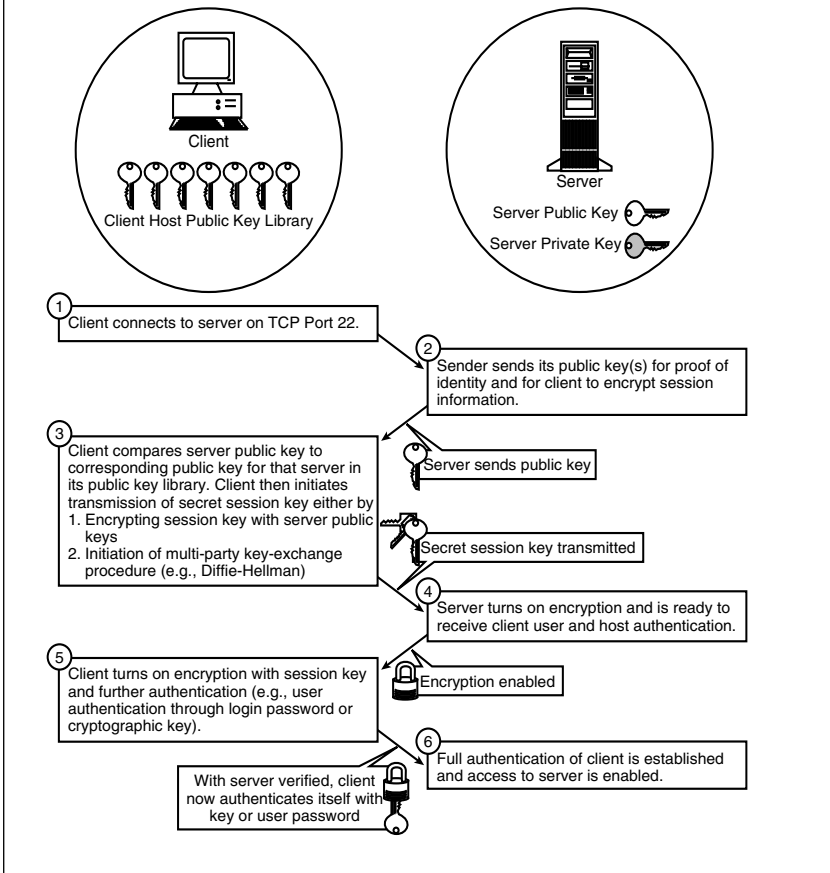 Client
Client Host Public Key Library
Server
Server Public Key
Server Private Key
1
Client connects to server on TCP Port 22.
2
Sender sends its public key(s) for proof of
identity and for client to encrypt session
information.
Server sends public key
3
Client compares server public key to
corresponding public key for that server in
its public key library. Client then initiates
transmission of secret session key either by
1. Encrypting session key with server public
keys
2. Initiation of multi-party key-exchange
procedure (e.g., Diffie-Hellman)
Secret session key transmitted
4
Server turns on encryption and is ready to
receive client user and host authentication.
Encryption enabled
5
Client turns on encryption with session key
and further authentication (e.g., user
authentication through login password or
cryptographic key).
With server verified, client
now authenticates itself with
key or user password
6
Full authentication of client is established
and access to server is enabled.